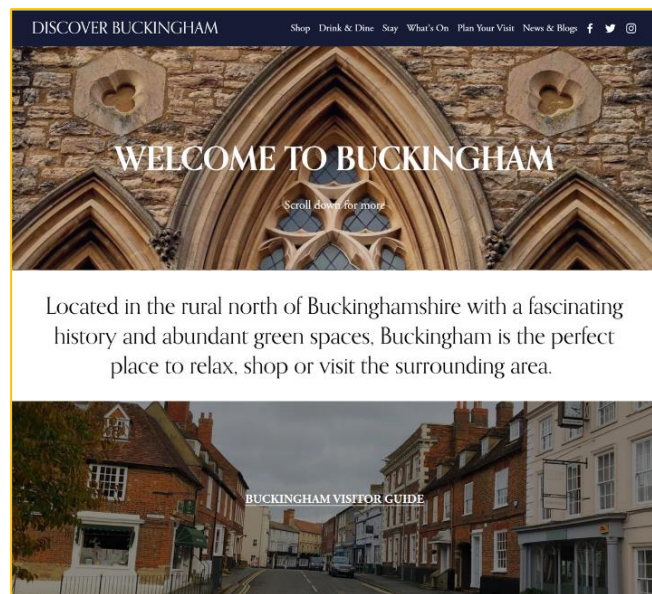 DISCOVER BUCKINGHAM
Shop Drink & Dine Stay What's On Plan Your Visit News & Blogs
WELCOME TO BUCKINGHAM
Scroll down for more
Located in the rural north of Buckinghamshire with a fascinating
history and abundant green spaces, Buckingham is the perfect
place to relax, shop or visit the surrounding area.
BUCKINGHAM VISITOR GUIDE